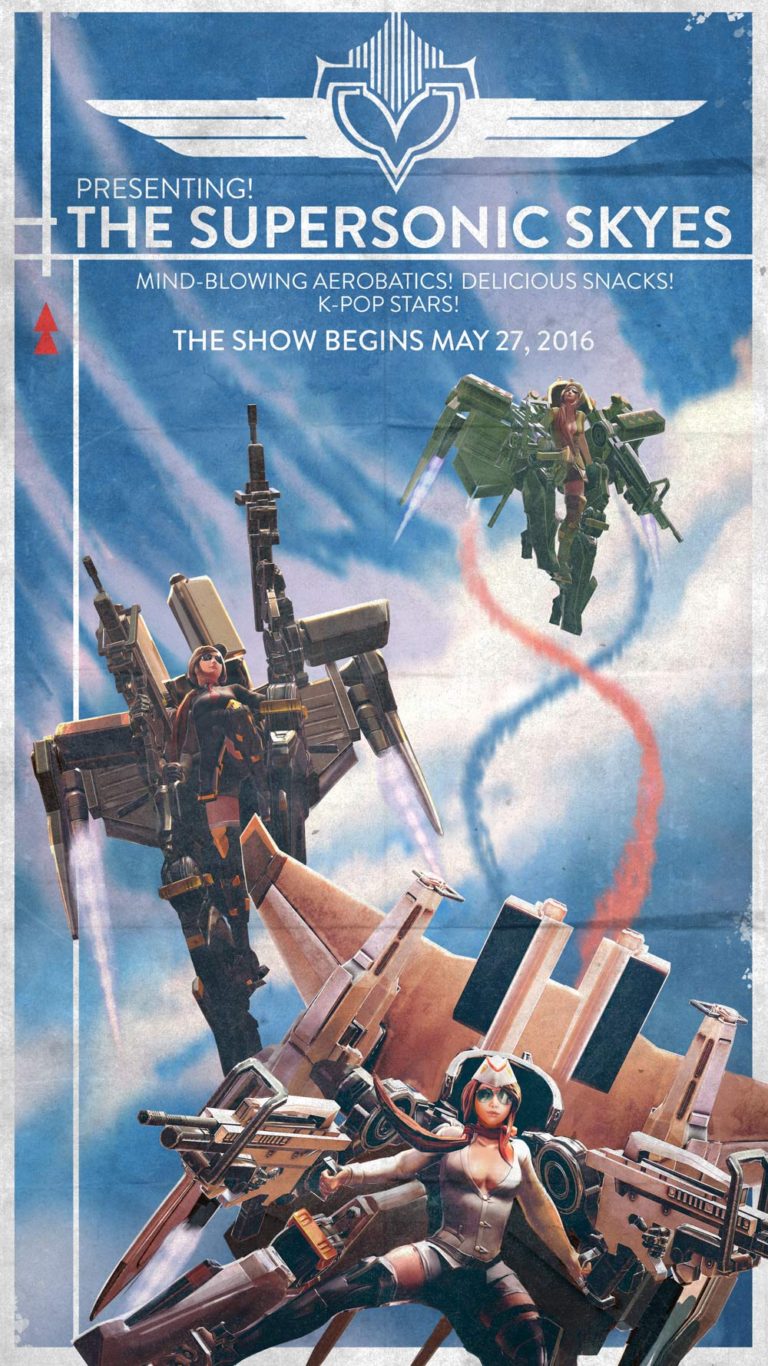 PRESENTING!
THE SUPERSONIC SKYES
MIND-BLOWING AEROBATICS! DELICIOUS SNACKS!
K-POP STARS!
THE SHOW BEGINS MAY 27, 2016